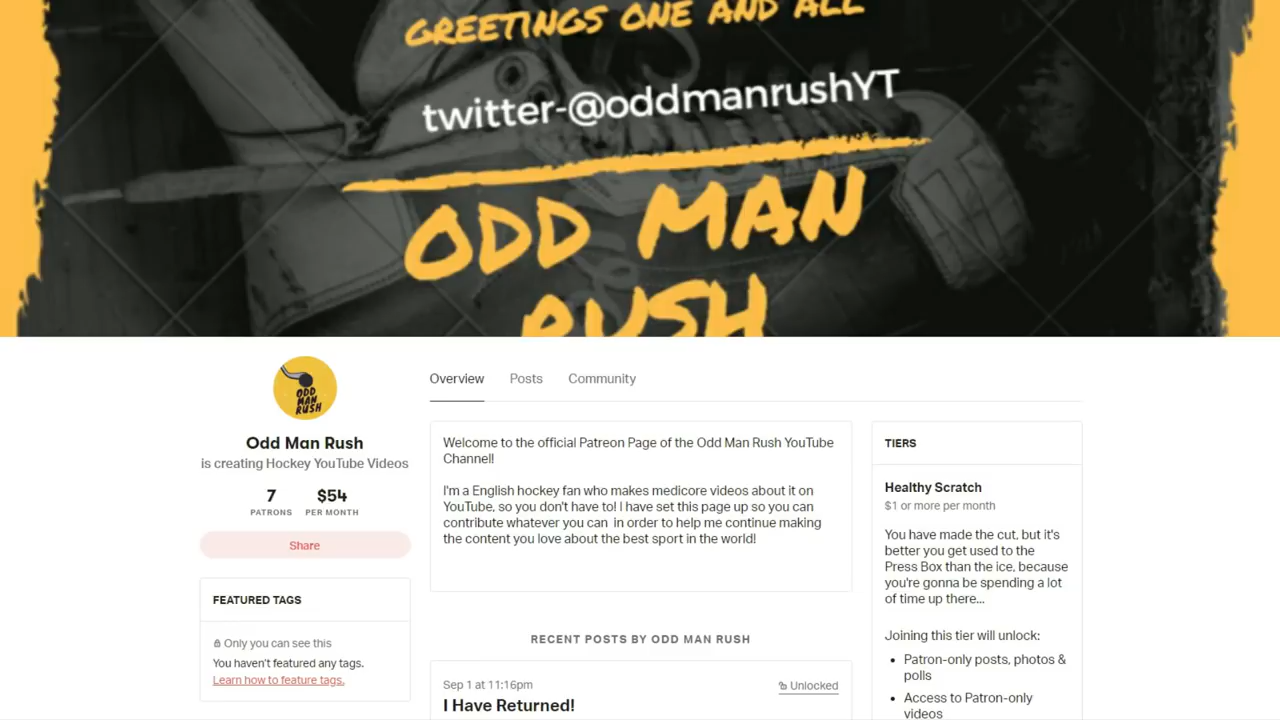 GREETINGS ONE AND ALL
twitter-@oddmanrushYT
ODD MAN
RUSH
ODD
MAN
RUSH
Odd Man Rush
is creating Hockey YouTube Videos
7
PATRONS
$54
PER MONTH
Share
FEATURED TAGS
Only you can see this
You haven't featured any tags.
Learn how to feature tags.
Overview
Posts
Community
Welcome to the official Patreon Page of the Odd Man Rush YouTube
Channel!
I'm a English hockey fan who makes medicore videos about it on
YouTube, so you don't have to! I have set this page up so you can
contribute whatever you can in order to help me continue making
the content you love about the best sport in the world!
RECENT POSTS BY ODD MAN RUSH
Sep 1 at 11:16pm
Unlocked
I Have Returned!
TIERS
Healthy Scratch
$1 or more per month
You have made the cut, but it's
better you get used to the
Press Box than the ice, because
you're gonna be spending a lot
of time up there...
Joining this tier will unlock:
• Patron-only posts, photos &
polls
• Access to Patron-only
videos